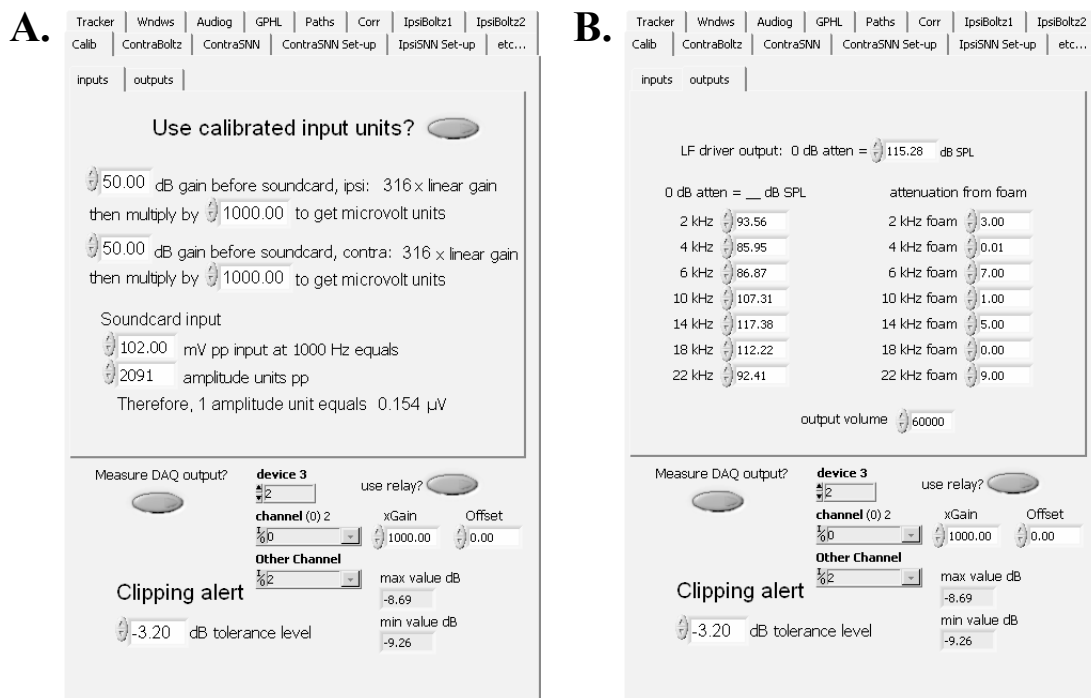 A.
Tracker Wndws Audiog GPHL Paths Corr IpsiBoltz1 IpsiBoltz2
Calib ContraBoltz ContraSNN ContraSNN Set-up IpsiSNN Set-up etc...
inputs outputs
Use calibrated input units?
50.00 dB gain before soundcard, ipsi: 316 x linear gain
then multiply by 1000.00 to get microvolt units
50.00 dB gain before soundcard, contra: 316 x linear gain
then multiply by 1000.00 to get microvolt units
Soundcard input
102.00 mV pp input at 1000 Hz equals
2091 amplitude units pp
Therefore, 1 amplitude unit equals 0.154 µV
Measure DAQ output?
device 3
2
use relay?
channel (0) 2
0
xGain
1000.00
Offset
0.00
Other Channel
2
Clipping alert
-3.20 dB tolerance level
max value dB
-8.69
min value dB
-9.26
B.
Tracker Wndws Audiog GPHL Paths Corr IpsiBoltz1 IpsiBoltz2
Calib ContraBoltz ContraSNN ContraSNN Set-up IpsiSNN Set-up etc...
inputs outputs
LF driver output: 0 dB atten = 115.28 dB SPL
0 dB atten = __ dB SPL attenuation from foam
2 kHz 93.56 2 kHz foam 3.00
4 kHz 85.95 4 kHz foam 0.01
6 kHz 86.87 6 kHz foam 7.00
10 kHz 107.31 10 kHz foam 1.00
14 kHz 117.38 14 kHz foam 5.00
18 kHz 112.22 18 kHz foam 0.00
22 kHz 92.41 22 kHz foam 9.00
output volume 60000
Measure DAQ output?
device 3
2
use relay?
channel (0) 2
0
xGain
1000.00
Offset
0.00
Other Channel
2
Clipping alert
-3.20 dB tolerance level
max value dB
-8.69
min value dB
-9.26